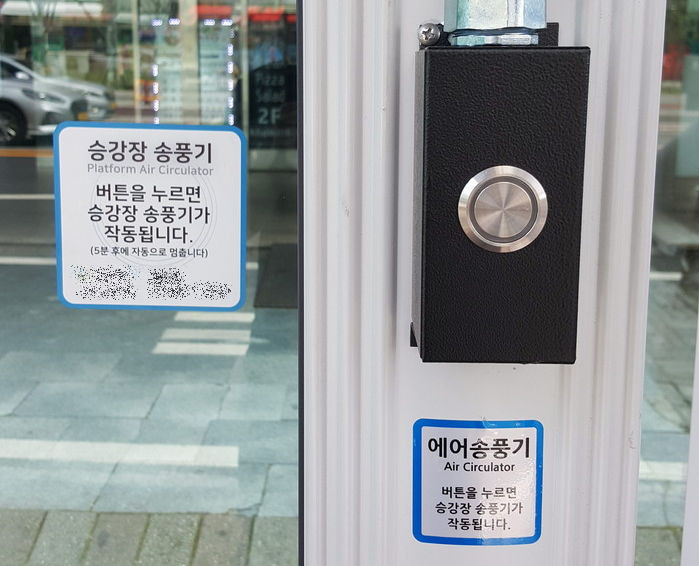 승강장 송풍기
Platform Air Circulator
버튼을 누르면
승강장 송풍기가
작동됩니다.
(5분 후에 자동으로 멈춥니다)
Pizza
Salad
2F
에어송풍기
Air Circulator
버튼을 누르면
승강장 송풍기가
작동됩니다.